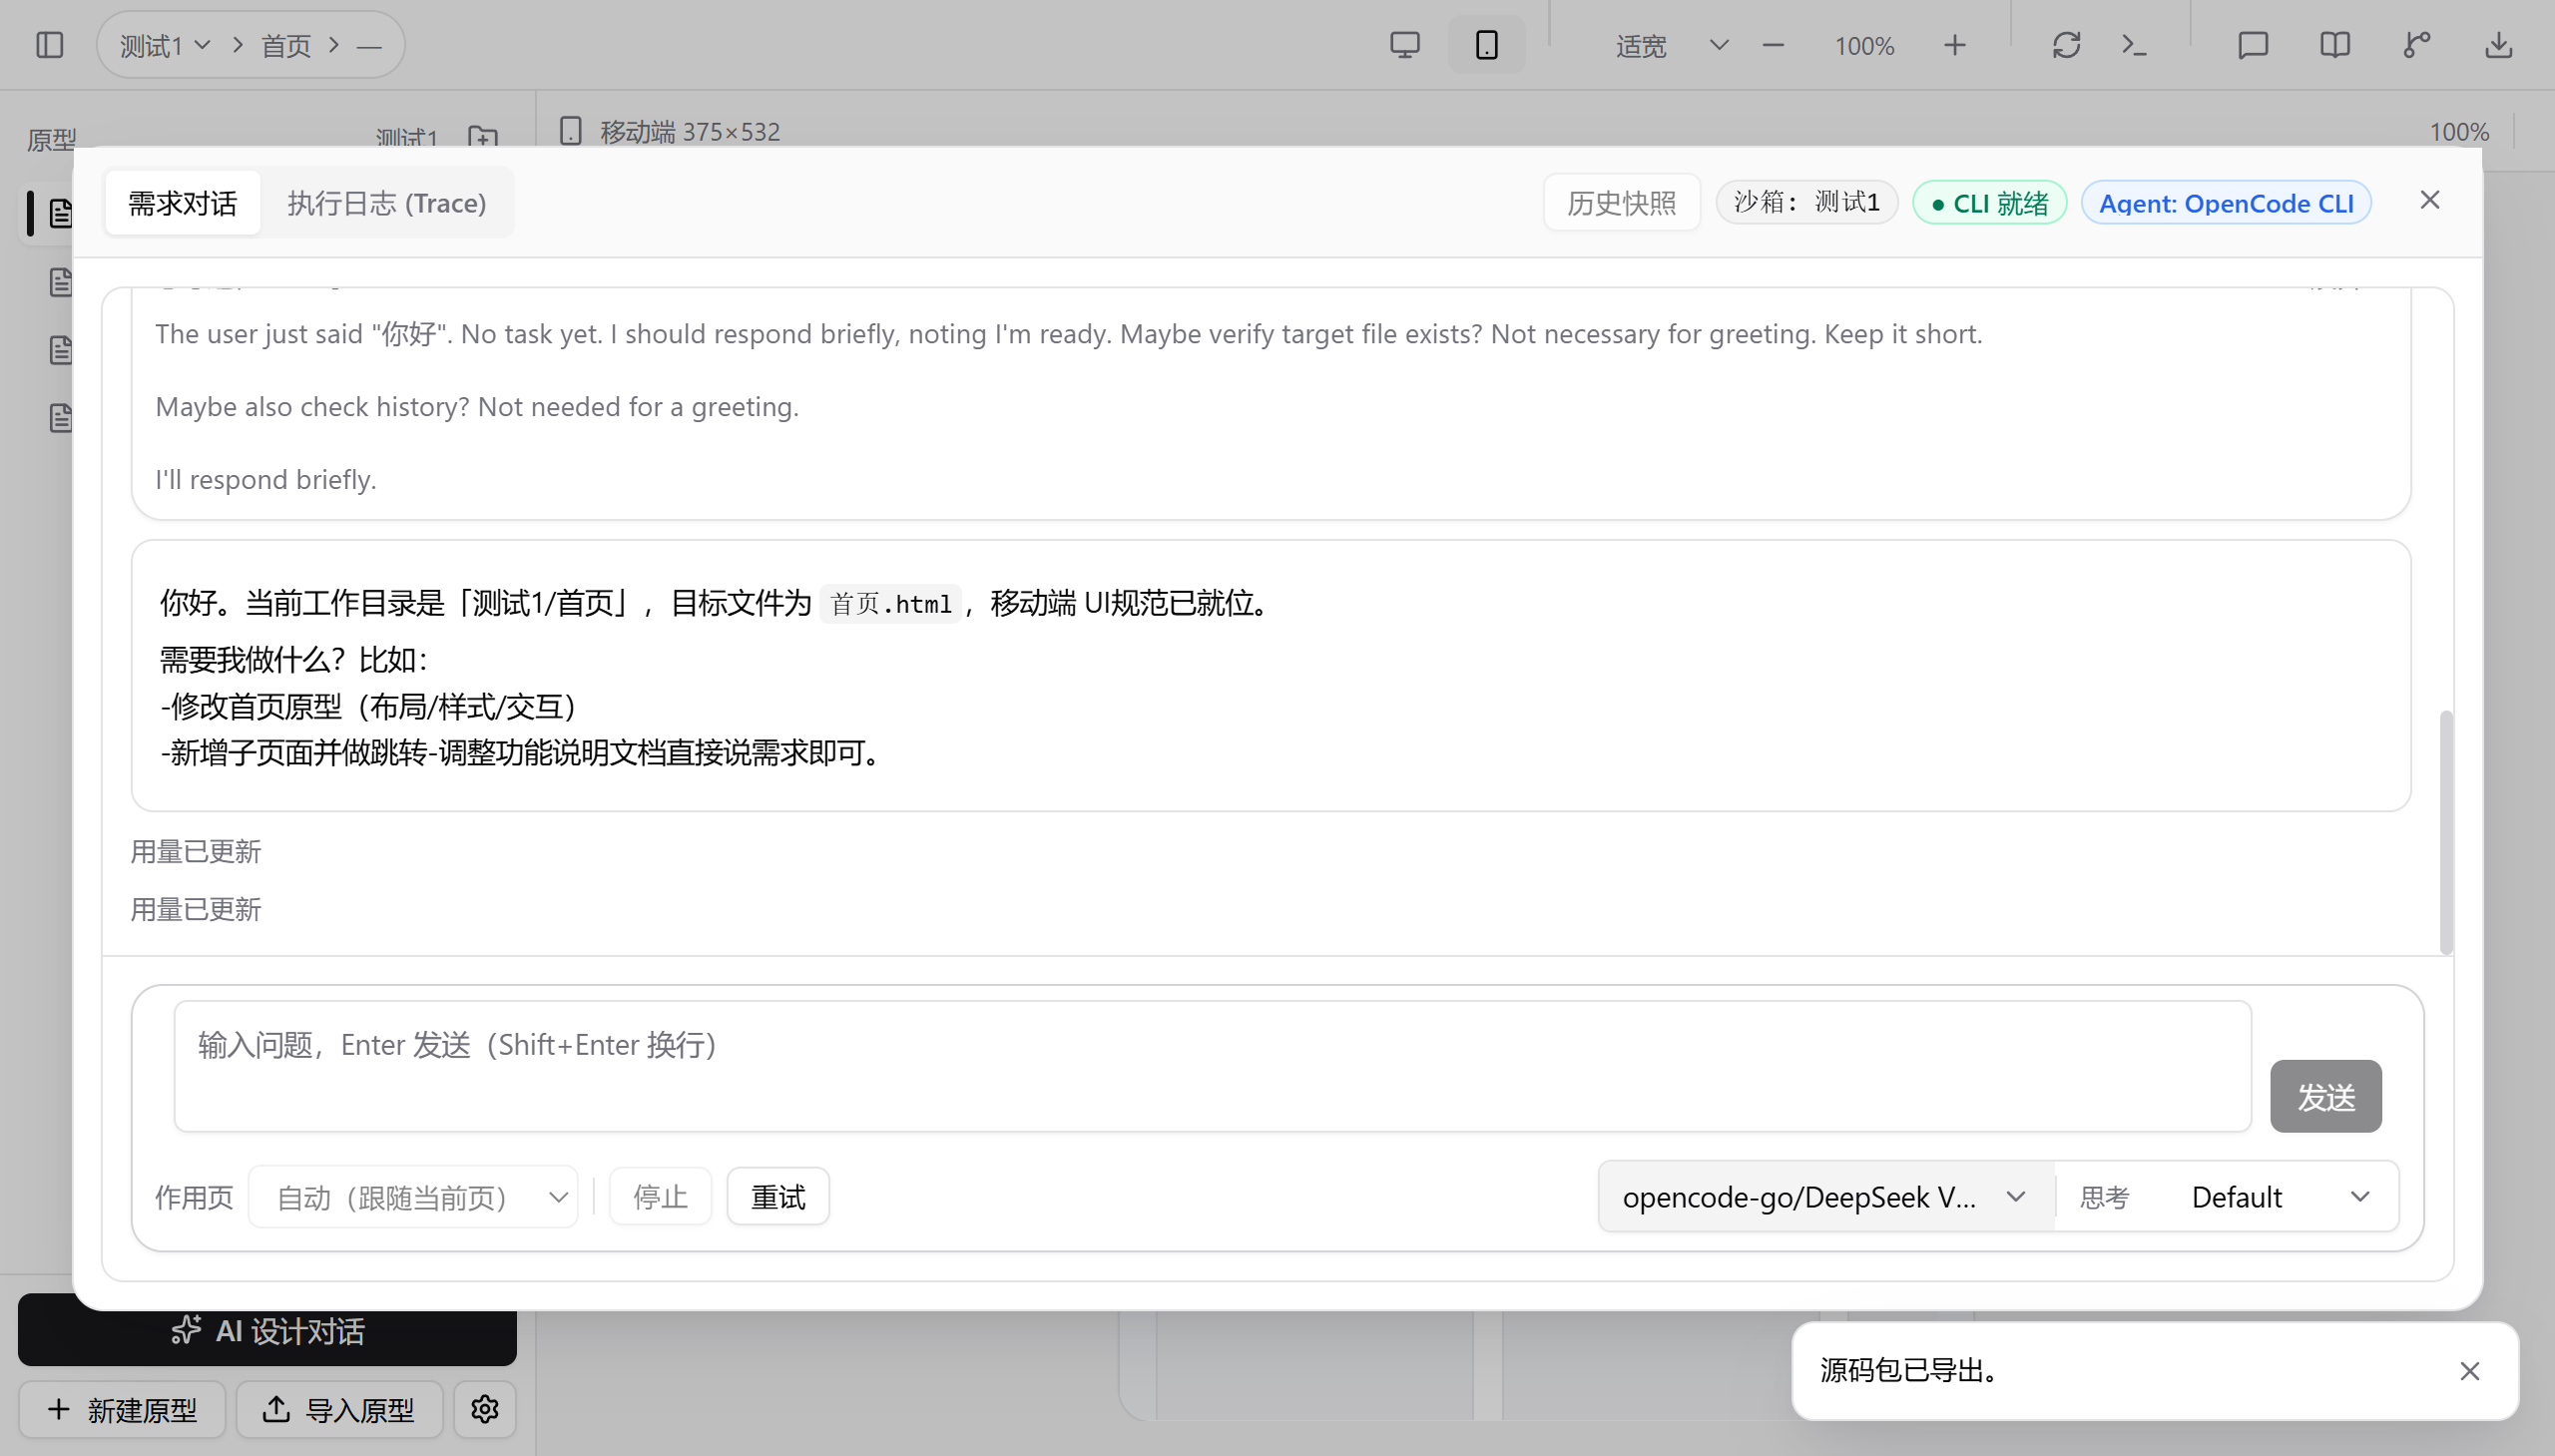 测试1 > 首页 > —
适宽
100%
原型
测试1
移动端 375×532
100%
需求对话
执行日志 (Trace)
历史快照
沙箱：测试1
CLI 就绪
Agent: OpenCode CLI
The user just said "你好". No task yet. I should respond briefly, noting I'm ready. Maybe verify target file exists? Not necessary for greeting. Keep it short.
Maybe also check history? Not needed for a greeting.
I'll respond briefly.
你好。当前工作目录是「测试1/首页」，目标文件为 首页.html，移动端 UI规范已就位。
需要我做什么？比如：
-修改首页原型（布局/样式/交互）
-新增子页面并做跳转-调整功能说明文档直接说需求即可。
用量已更新
用量已更新
输入问题，Enter 发送（Shift+Enter 换行）
发送
作用页
自动（跟随当前页）
停止
重试
opencode-go/DeepSeek V...
思考
Default
AI 设计对话
源码包已导出。
新建原型
导入原型